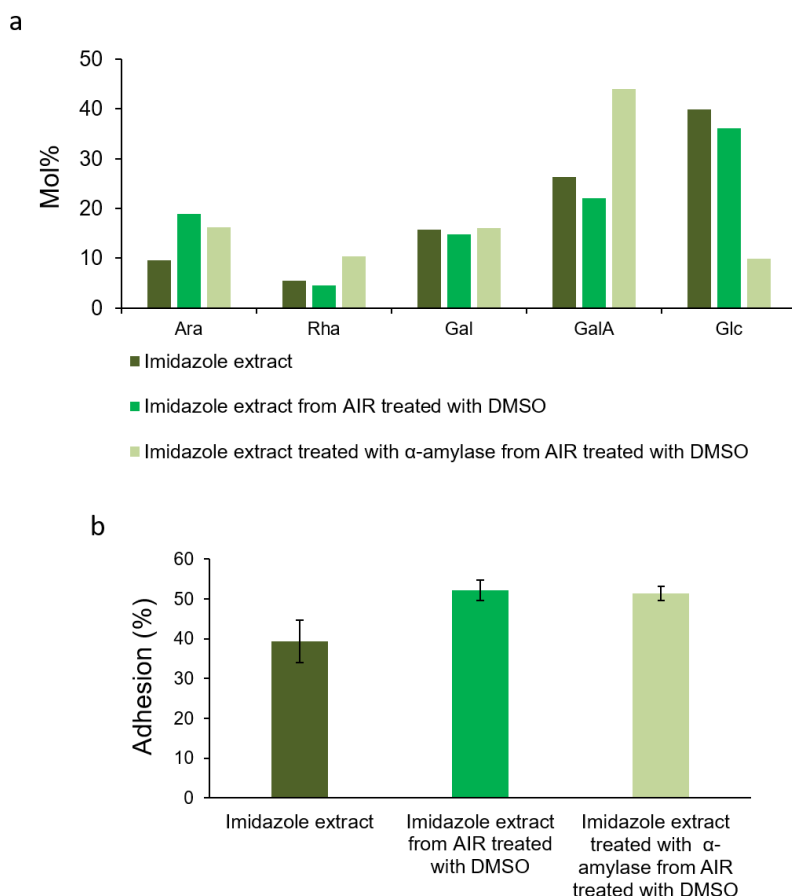 a
50
40
30
20
10
0
Mol%
Ara Rha Gal GalA Glc
Imidazole extract
Imidazole extract from AIR treated with DMSO
Imidazole extract treated with α-amylase from AIR treated with DMSO
b
60
50
40
30
20
10
0
Adhesion (%)
Imidazole extract
Imidazole extract
from AIR treated
with DMSO
Imidazole extract
treated with α-
amylase from AIR
treated with DMSO